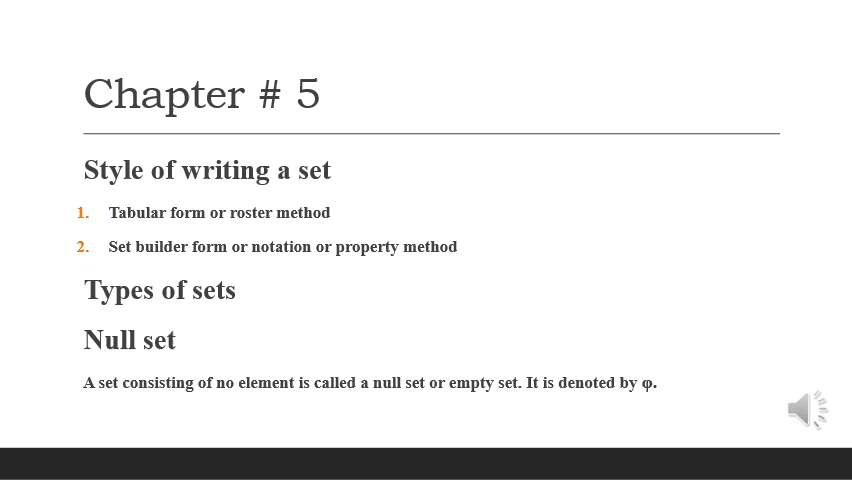 Chapter # 5
Style of writing a set
1. Tabular form or roster method
2. Set builder form or notation or property method
Types of sets
Null set
A set consisting of no element is called a null set or empty set. It is denoted by φ.